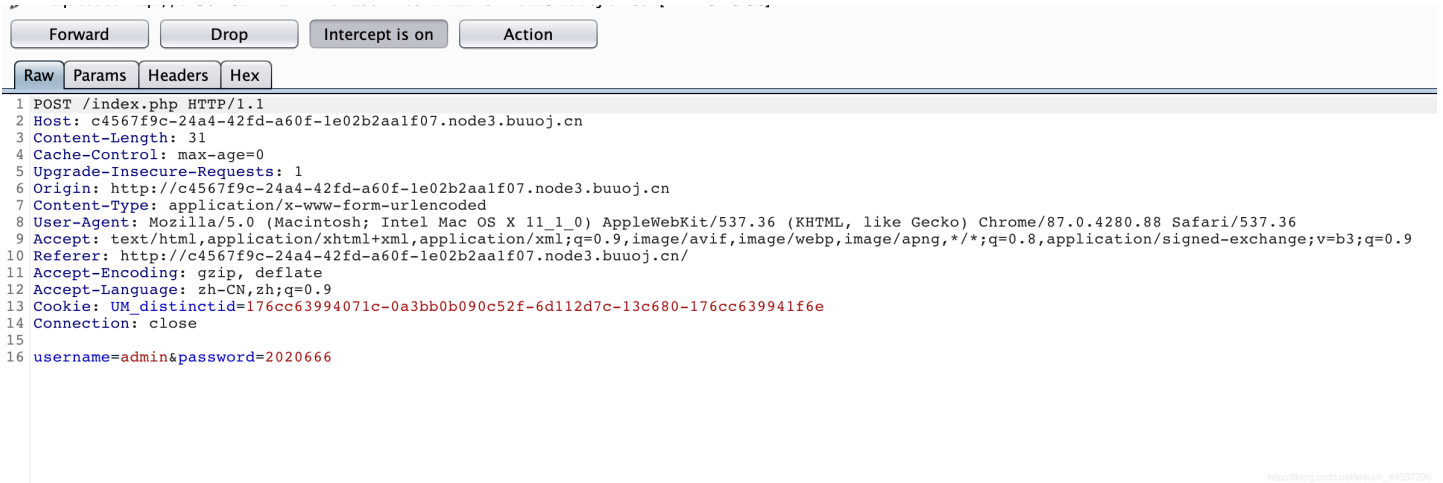 Forward Drop Intercept is on Action
Raw Params Headers Hex
1 POST /index.php HTTP/1.1
2 Host: c4567f9c-24a4-42fd-a60f-1e02b2aa1f07.node3.buuoj.cn
3 Content-Length: 31
4 Cache-Control: max-age=0
5 Upgrade-Insecure-Requests: 1
6 Origin: http://c4567f9c-24a4-42fd-a60f-1e02b2aa1f07.node3.buuoj.cn
7 Content-Type: application/x-www-form-urlencoded
8 User-Agent: Mozilla/5.0 (Macintosh; Intel Mac OS X 11_1_0) AppleWebKit/537.36 (KHTML, like Gecko) Chrome/87.0.4280.88 Safari/537.36
9 Accept: text/html,application/xhtml+xml,application/xml;q=0.9,image/avif,image/webp,image/apng,*/*;q=0.8,application/signed-exchange;v=b3;q=0.9
10 Referer: http://c4567f9c-24a4-42fd-a60f-1e02b2aa1f07.node3.buuoj.cn/
11 Accept-Encoding: gzip, deflate
12 Accept-Language: zh-CN,zh;q=0.9
13 Cookie: UM_distinctid=176cc63994071c-0a3bb0b090c52f-6d112d7c-13c680-176cc639941f6e
14 Connection: close
15
16 username=admin&password=2020666
https://blog.csdn.net/weixin_44037296